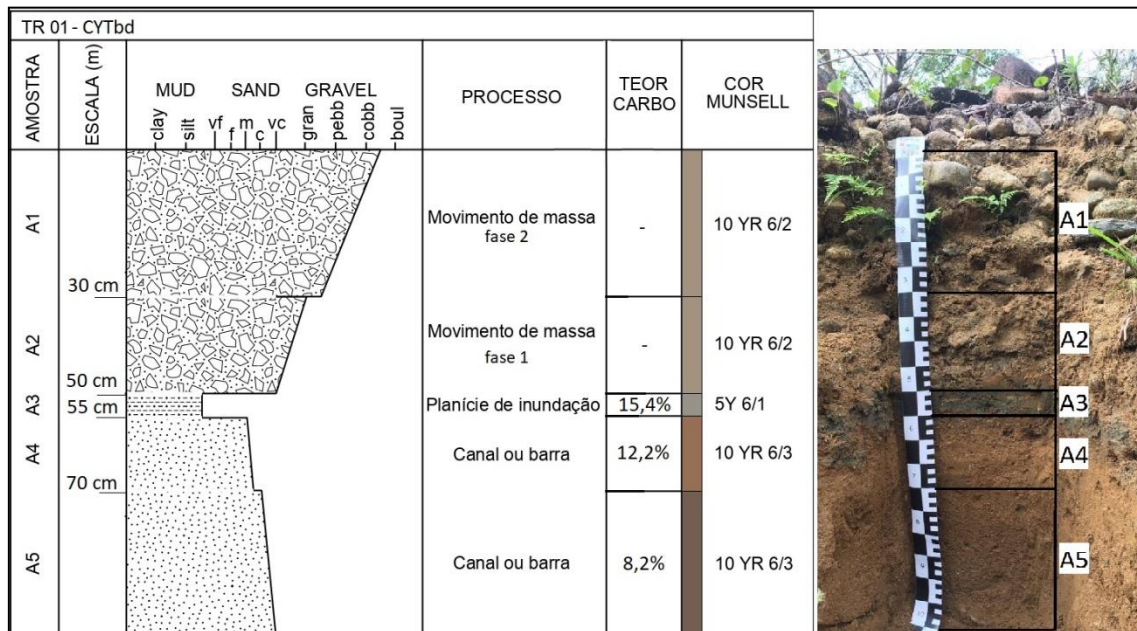 TR 01 - CYTbd
AMOSTRA
ESCALA (m)
MUD SAND GRAVEL
clay silt vf f m c vc gran pebb cobb boul
PROCESSO
TEOR
CARBO
COR
MUNSELL
A1
Movimento de massa
fase 2
-
10 YR 6/2
30 cm
A2
Movimento de massa
fase 1
-
10 YR 6/2
50 cm
A3
Planície de inundação
15,4%
5Y 6/1
55 cm
A4
Canal ou barra
12,2%
10 YR 6/3
70 cm
A5
Canal ou barra
8,2%
10 YR 6/3
A1
A2
A3
A4
A5